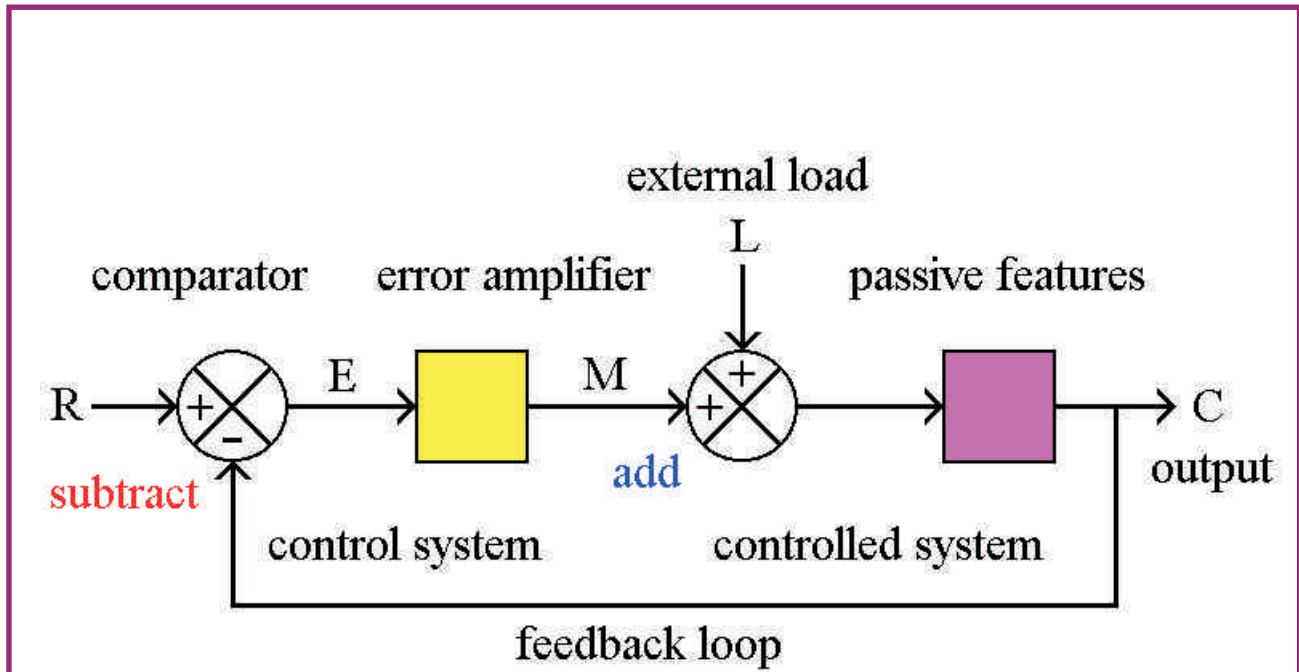 external load
L
comparator
error amplifier
passive features
R
+
-
E
M
+
+
C
output
subtract
add
control system
controlled system
feedback loop